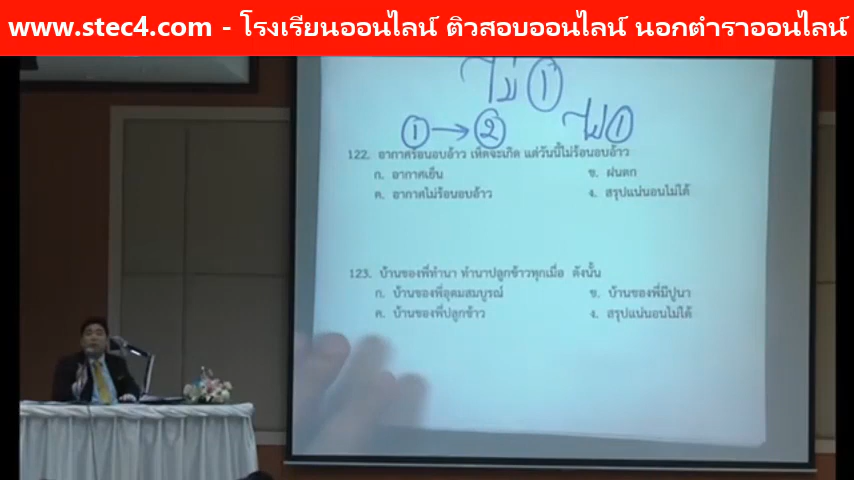 www.stec4.com - โรงเรียนออนไลน์ ติวสอบออนไลน์ นอกตำราออนไลน์
ไม่ ①
① → ② ไม่ ①
122. อากาศร้อนอบอ้าว เห็ดจะเกิด แต่วันนี้ไม่ร้อนอบอ้าว
ก. อากาศเย็น ข. ฝนตก
ค. อากาศไม่ร้อนอบอ้าว ง. สรุปแน่นอนไม่ได้
123. บ้านของพี่ทำนา ทำนาปลูกข้าวทุกเมื่อ ดังนั้น
ก. บ้านของพี่อุดมสมบูรณ์ ข. บ้านของพี่มีปูนา
ค. บ้านของพี่ปลูกข้าว ง. สรุปแน่นอนไม่ได้